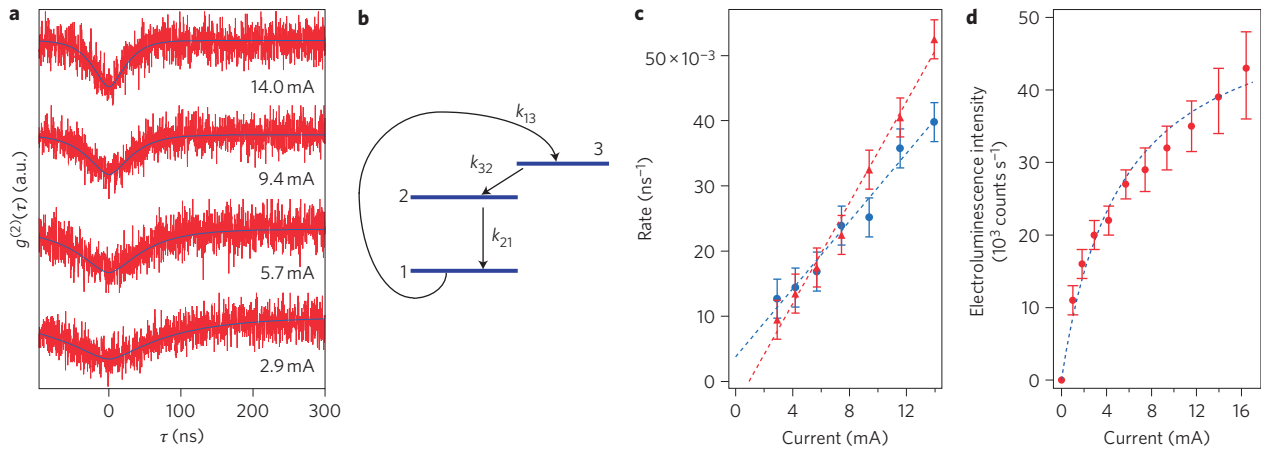 a
g(2)(τ) (a.u.)
14.0 mA
9.4 mA
5.7 mA
2.9 mA
0 100 200 300
τ (ns)
b
k13
3
k32
2
k21
1
c
Rate (ns−1)
50 × 10−3
40
30
20
10
0
0 4 8 12
Current (mA)
d
Electroluminescence intensity
(10³ counts s−1)
50
40
30
20
10
0
0 4 8 12 16
Current (mA)